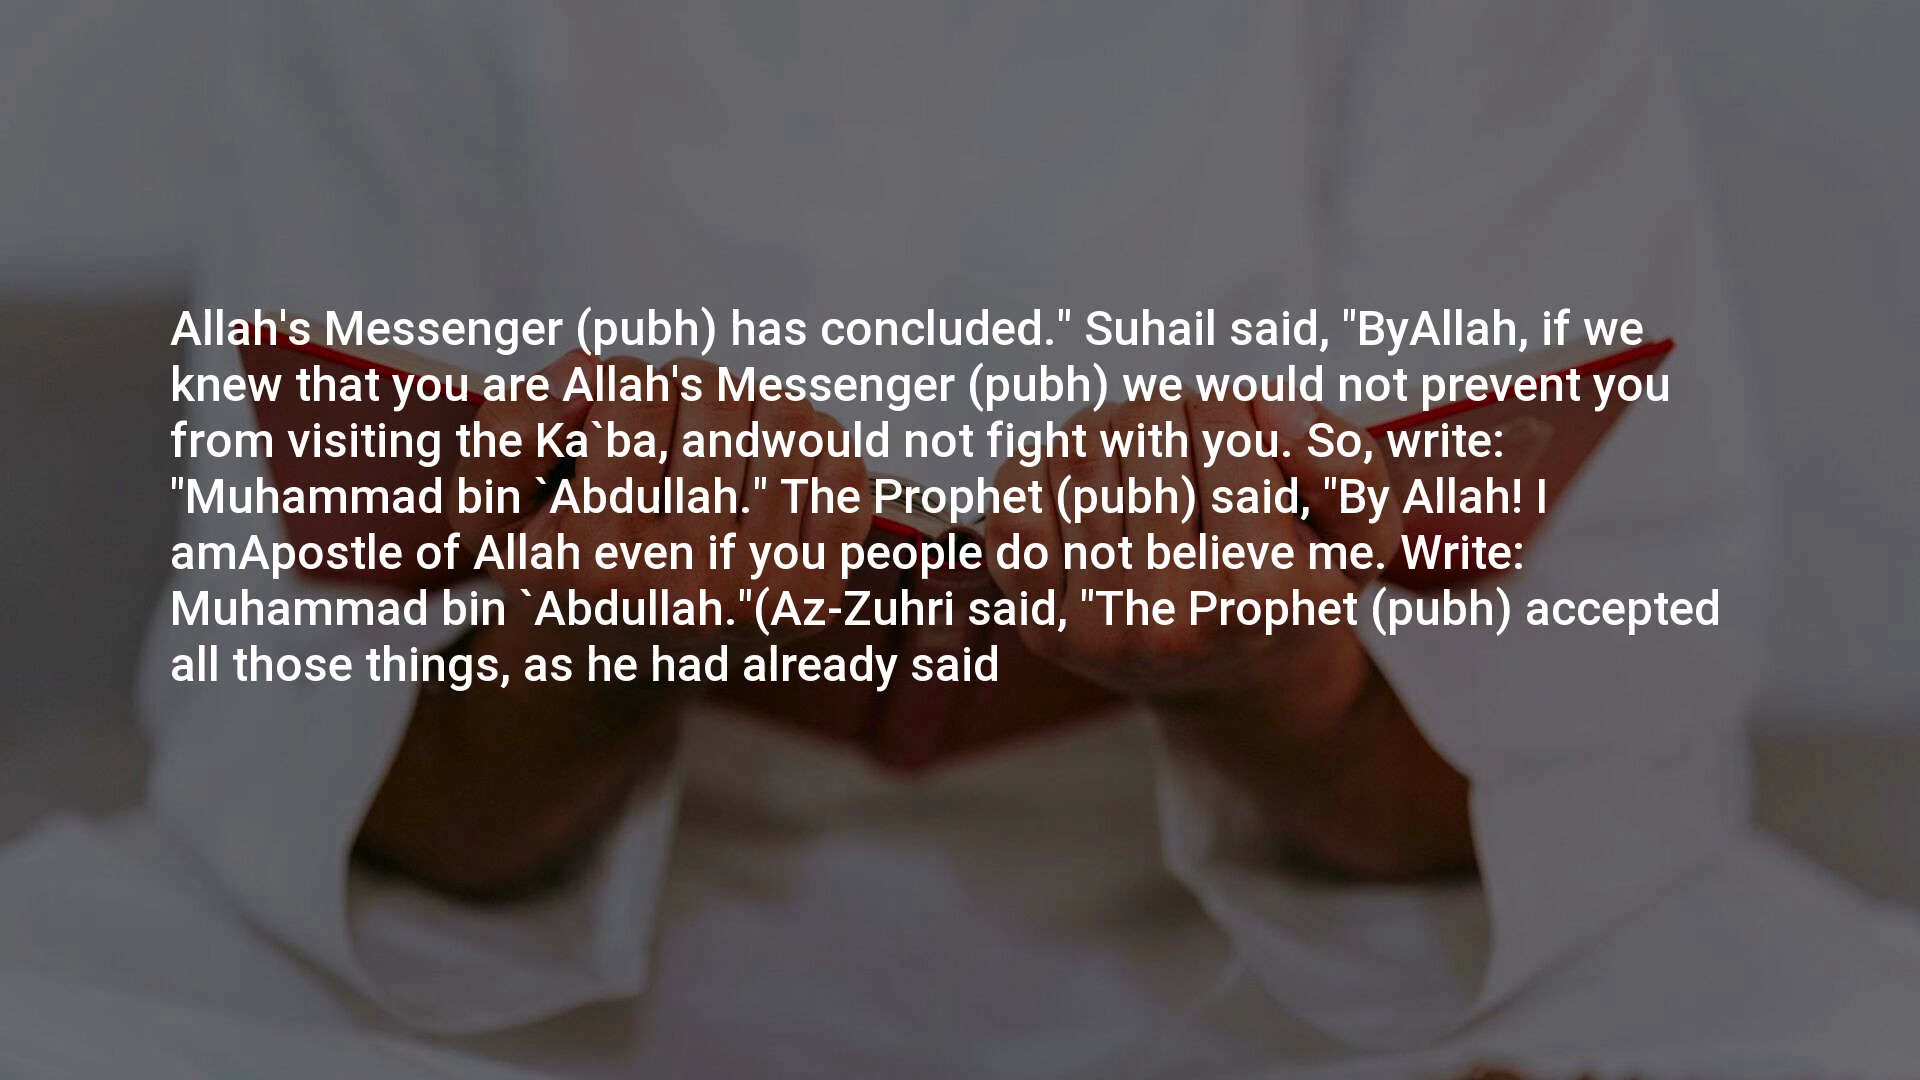 Allah's Messenger (pubh) has concluded." Suhail said, "ByAllah, if we
knew that you are Allah's Messenger (pubh) we would not prevent you
from visiting the Ka`ba, andwould not fight with you. So, write:
"Muhammad bin `Abdullah." The Prophet (pubh) said, "By Allah! I
amApostle of Allah even if you people do not believe me. Write:
Muhammad bin `Abdullah."(Az-Zuhri said, "The Prophet (pubh) accepted
all those things, as he had already said